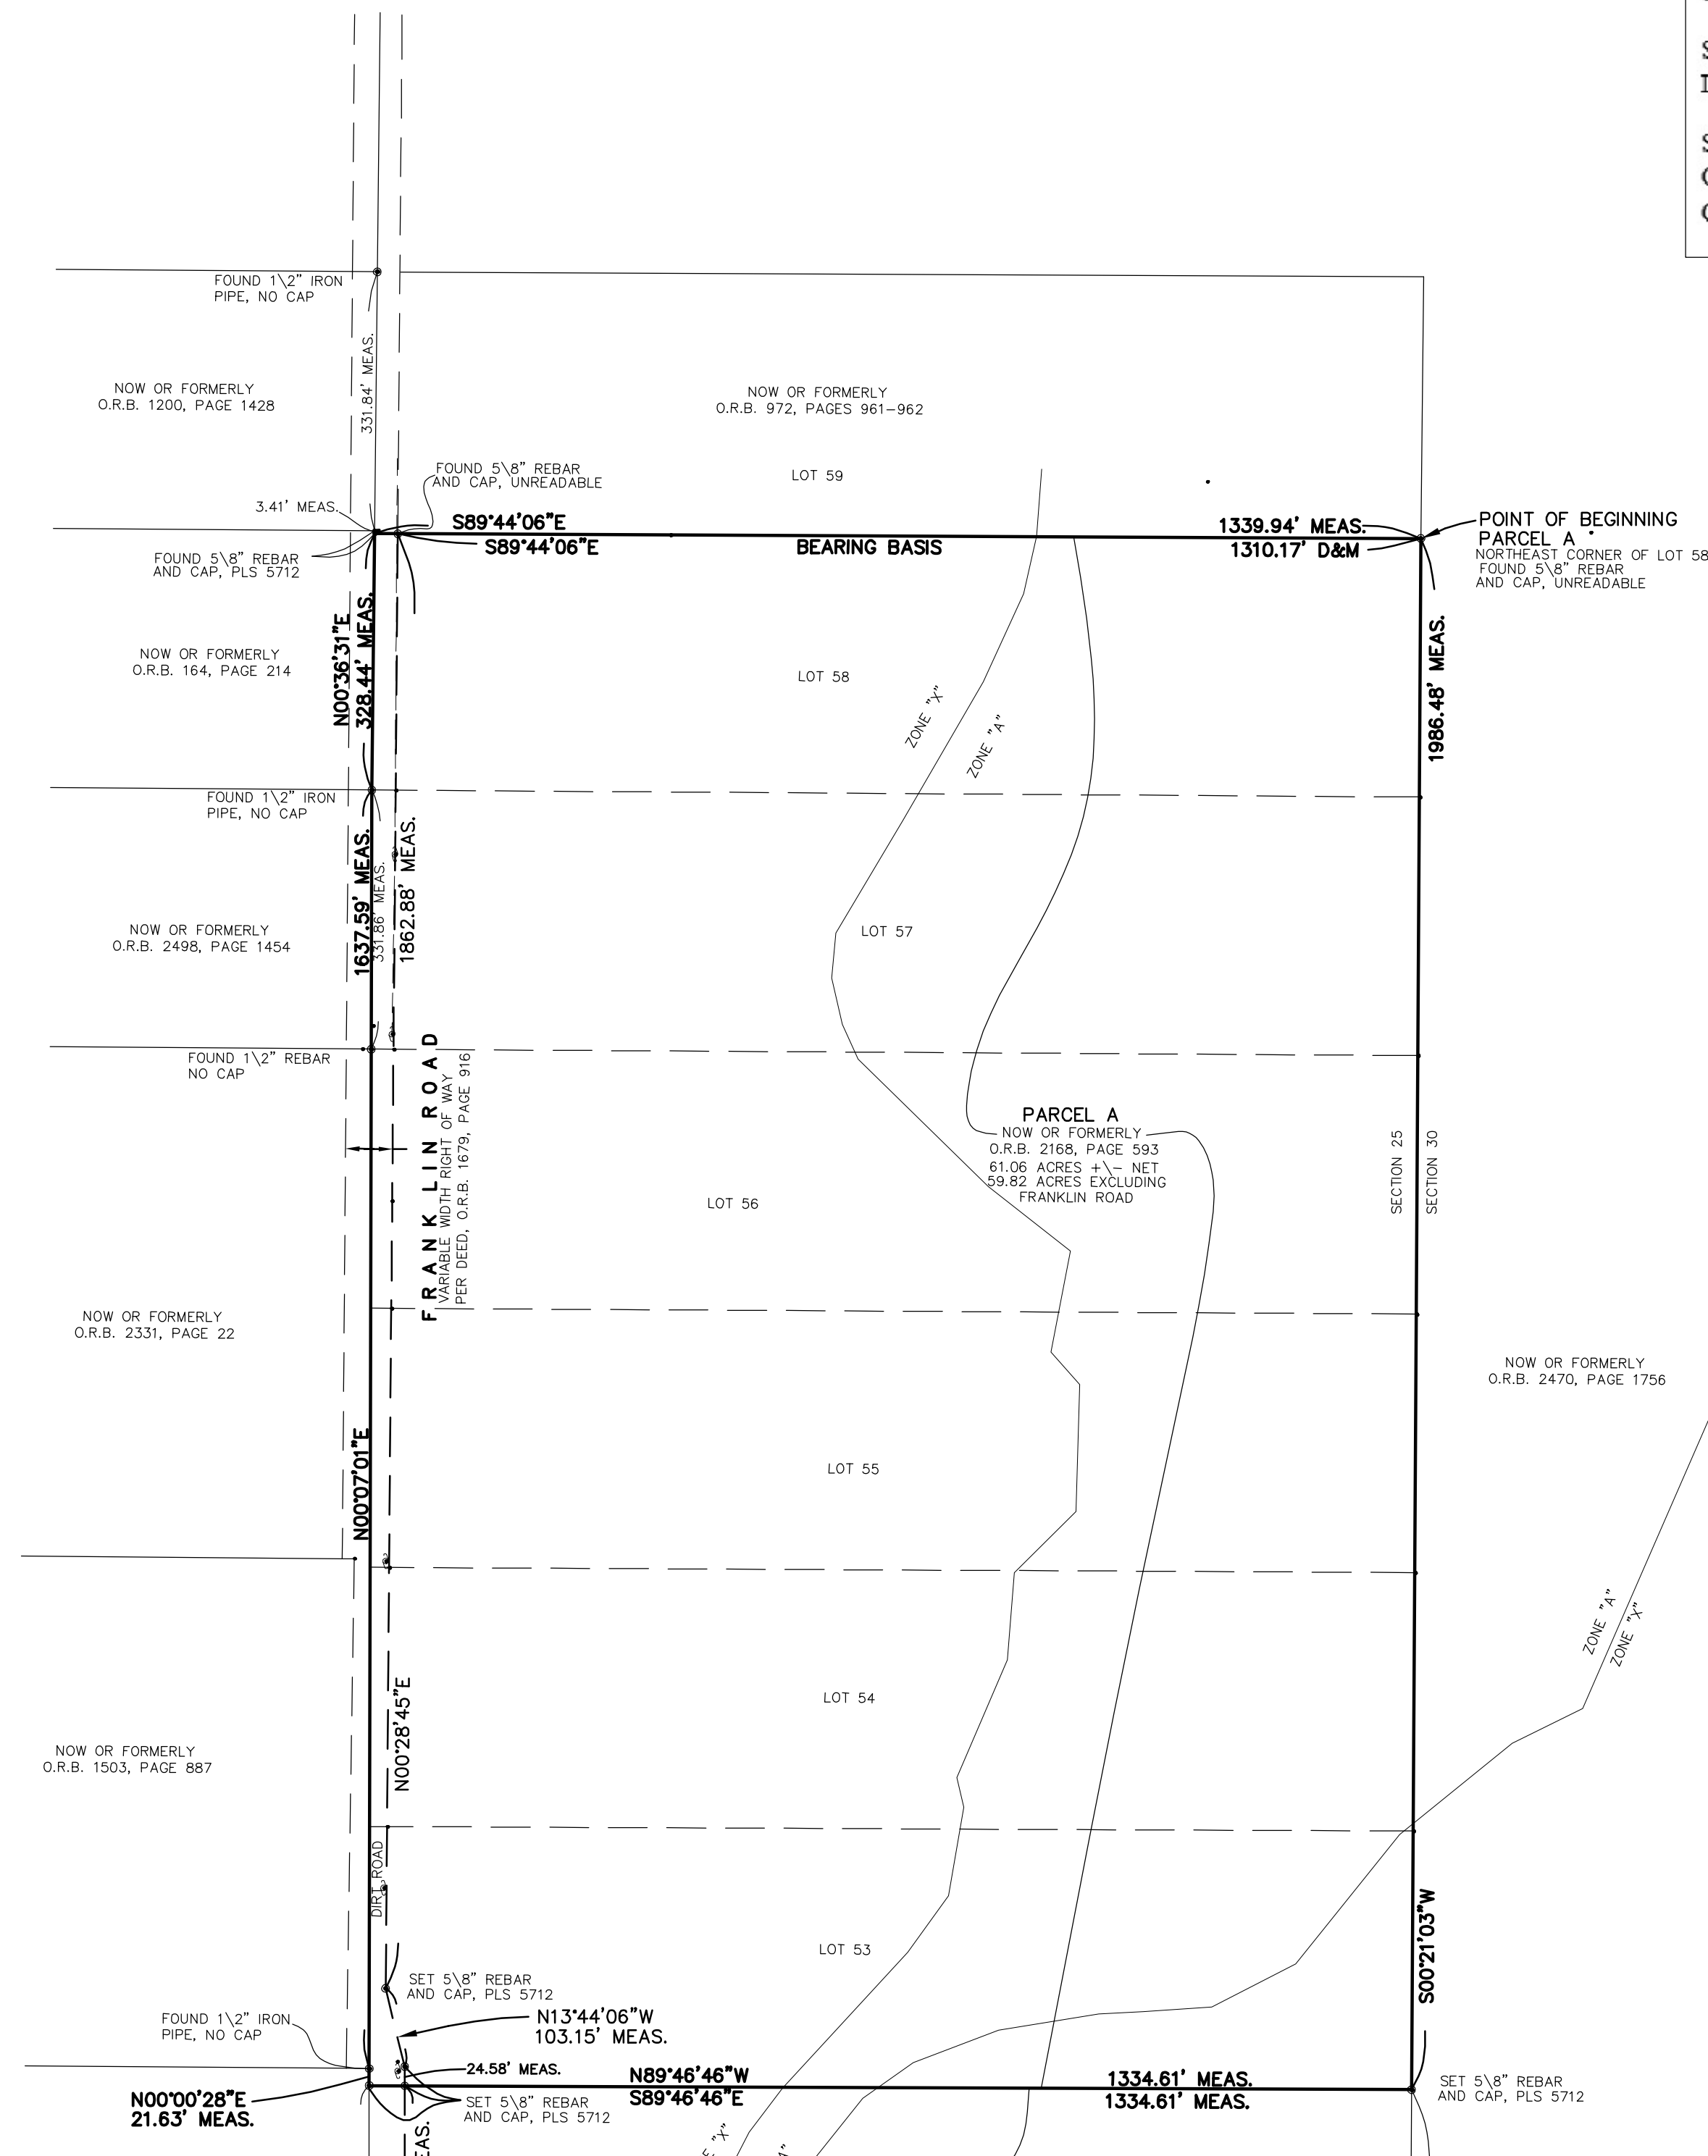 FOUND 1\2" IRON
PIPE, NO CAP
331.84' MEAS.
NOW OR FORMERLY
O.R.B. 1200, PAGE 1428
NOW OR FORMERLY
O.R.B. 972, PAGES 961-962
LOT 59
FOUND 5\8" REBAR
AND CAP, UNREADABLE
3.41' MEAS.
FOUND 5\8" REBAR
AND CAP, PLS 5712
S89°44'06"E
S89°44'06"E
BEARING BASIS
1339.94' MEAS.
1310.17' D&M
POINT OF BEGINNING
PARCEL A
NORTHEAST CORNER OF LOT 58
FOUND 5\8" REBAR
AND CAP, UNREADABLE
N00°36'31"E
328.44' MEAS.
NOW OR FORMERLY
O.R.B. 164, PAGE 214
LOT 58
ZONE "X"
ZONE "A"
1986.48' MEAS.
FOUND 1\2" IRON
PIPE, NO CAP
1637.59' MEAS.
331.86' MEAS.
1862.88' MEAS.
NOW OR FORMERLY
O.R.B. 2498, PAGE 1454
LOT 57
FOUND 1\2" REBAR
NO CAP
FRANKLIN ROAD
VARIABLE WIDTH RIGHT OF WAY
PER DEED, O.R.B. 1679, PAGE 916
PARCEL A
NOW OR FORMERLY
O.R.B. 2168, PAGE 593
61.06 ACRES +\- NET
59.82 ACRES EXCLUDING
FRANKLIN ROAD
SECTION 25
SECTION 30
LOT 56
NOW OR FORMERLY
O.R.B. 2331, PAGE 22
NOW OR FORMERLY
O.R.B. 2470, PAGE 1756
N00°07'01"E
LOT 55
ZONE "A"
ZONE "X"
N00°28'45"E
LOT 54
NOW OR FORMERLY
O.R.B. 1503, PAGE 887
DIRT ROAD
LOT 53
S00°21'03"W
SET 5\8" REBAR
AND CAP, PLS 5712
FOUND 1\2" IRON
PIPE, NO CAP
N13°44'06"W
103.15' MEAS.
24.58' MEAS.
N89°46'46"W
S89°46'46"E
1334.61' MEAS.
1334.61' MEAS.
SET 5\8" REBAR
AND CAP, PLS 5712
N00°00'28"E
21.63' MEAS.
SET 5\8" REBAR
AND CAP, PLS 5712
"X"